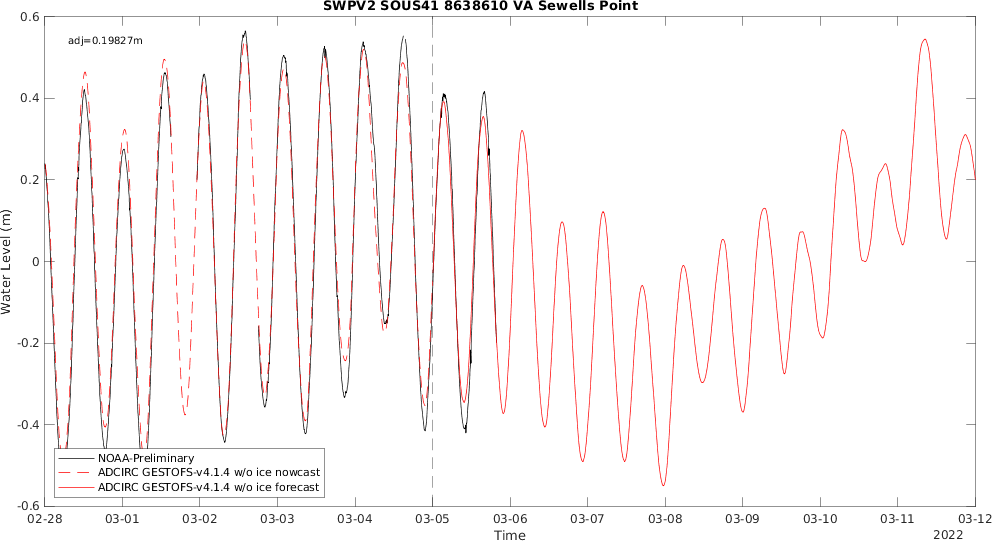 SWPV2 SOUS41 8638610 VA Sewells Point
adj=0.19827m
0.6
0.4
0.2
0
-0.2
-0.4
-0.6
Water Level (m)
NOAA-Preliminary
ADCIRC GESTOFS-v4.1.4 w/o ice nowcast
ADCIRC GESTOFS-v4.1.4 w/o ice forecast
02-28 03-01 03-02 03-03 03-04 03-05 03-06 03-07 03-08 03-09 03-10 03-11 03-12
Time
2022